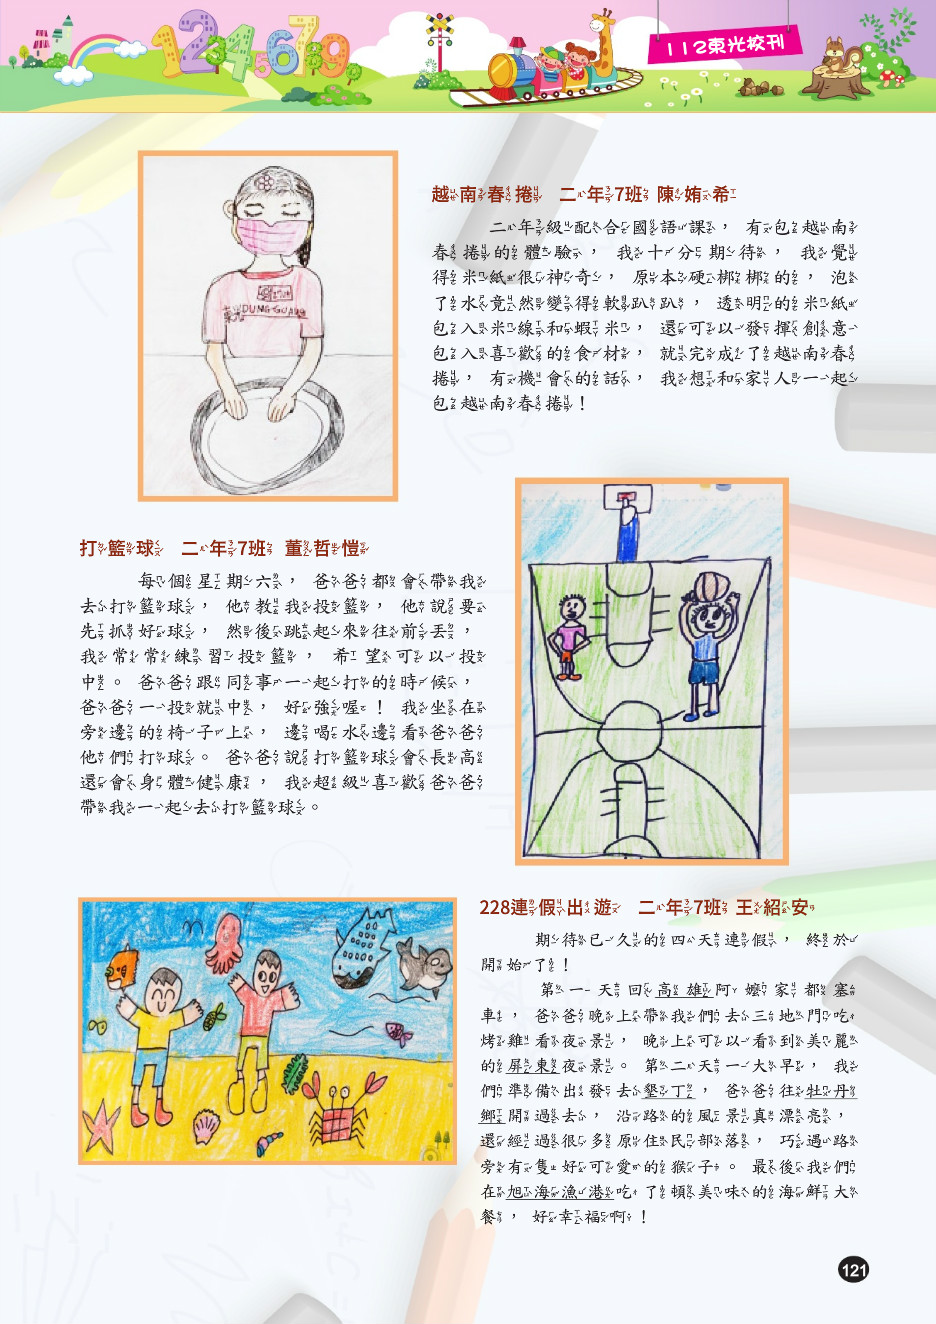 112東光校刊
越南春捲 二年7班 陳姷希
二年級配合國語課，有包越南
春捲的體驗，我十分期待，我覺
得米紙很神奇，原本硬梆梆的，泡
了水竟然變得軟趴趴，透明的米紙
包入米線和蝦米，還可以發揮創意
包入喜歡的食材，就完成了越南春
捲，有機會的話，我想和家人一起
包越南春捲！
打籃球 二年7班 董哲愷
每個星期六，爸爸都會帶我
去打籃球，他教我投籃，他說要
先抓好球，然後跳起來往前丟，
我常常練習投籃，希望可以投
中。爸爸跟同事一起打的時候，
爸爸一投就中，好強喔！我坐在
旁邊的椅子上，邊喝水邊看爸爸
他們打球。爸爸說打籃球會長高
還會身體健康，我超級喜歡爸爸
帶我一起去打籃球。
228連假出遊 二年7班 王紹安
期待已久的四天連假，終於
開始了！
第一天回高雄阿嬤家都塞
車，爸爸晚上帶我們去三地門吃
烤雞看夜景，晚上可以看到美麗
的屏東夜景。第二天一大早，我
們準備出發去墾丁，爸爸往牡丹
鄉開過去，沿路的風景真漂亮，
還經過很多原住民部落，巧遇路
旁有隻好可愛的猴子。最後我們
在旭海漁港吃了頓美味的海鮮大
餐，好幸福啊！
121